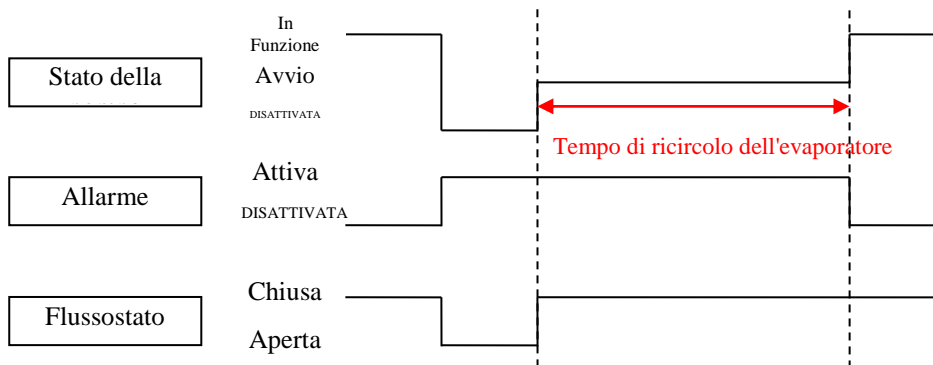 In
Funzione
Stato della
Avvio
DISATTIVATA
Tempo di ricircolo dell'evaporatore
Attiva
Allarme
DISATTIVATA
Chiusa
Flussostato
Aperta